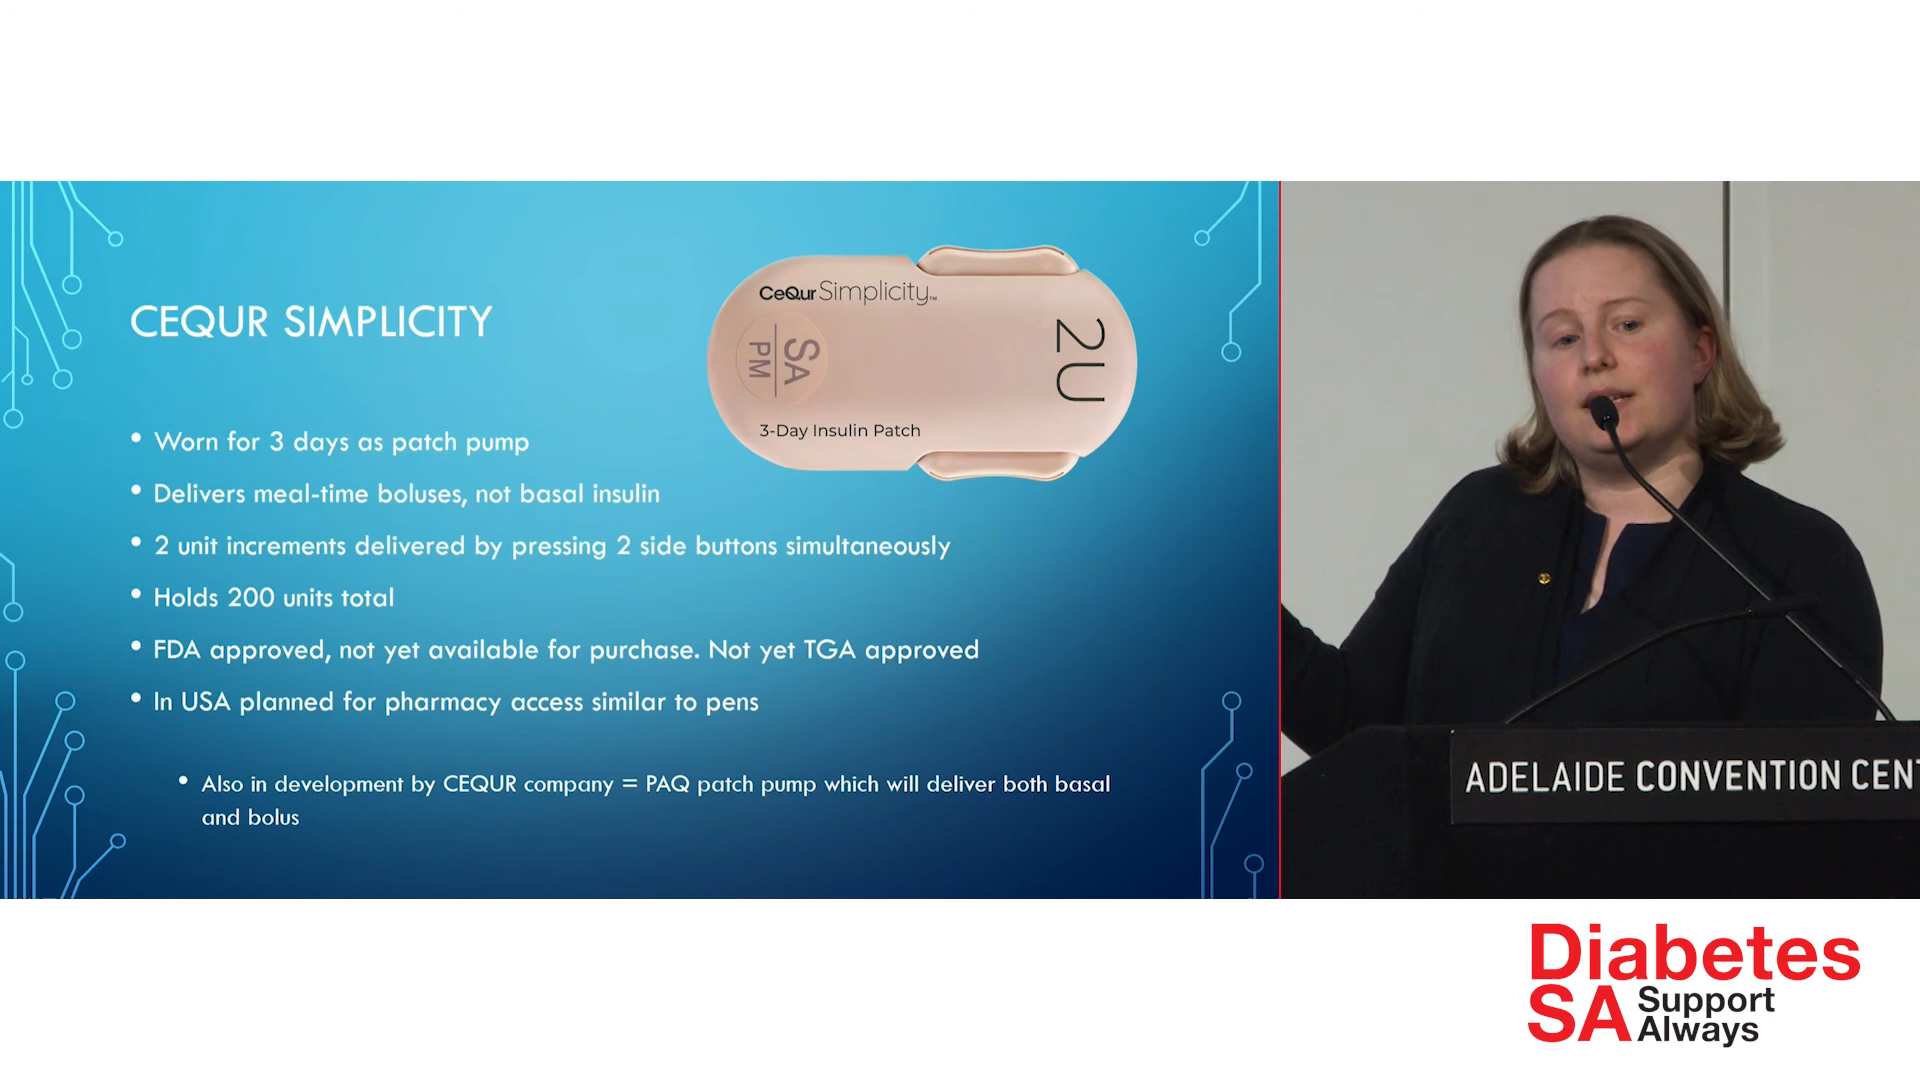 CEQUR SIMPLICITY
CeQur Simplicity™
SA
PM
2U
3-Day Insulin Patch
• Worn for 3 days as patch pump
• Delivers meal-time boluses, not basal insulin
• 2 unit increments delivered by pressing 2 side buttons simultaneously
• Holds 200 units total
• FDA approved, not yet available for purchase. Not yet TGA approved
• In USA planned for pharmacy access similar to pens
• Also in development by CEQUR company = PAQ patch pump which will deliver both basal
and bolus
ADELAIDE CONVENTION CENT
Diabetes
SA Support
Always